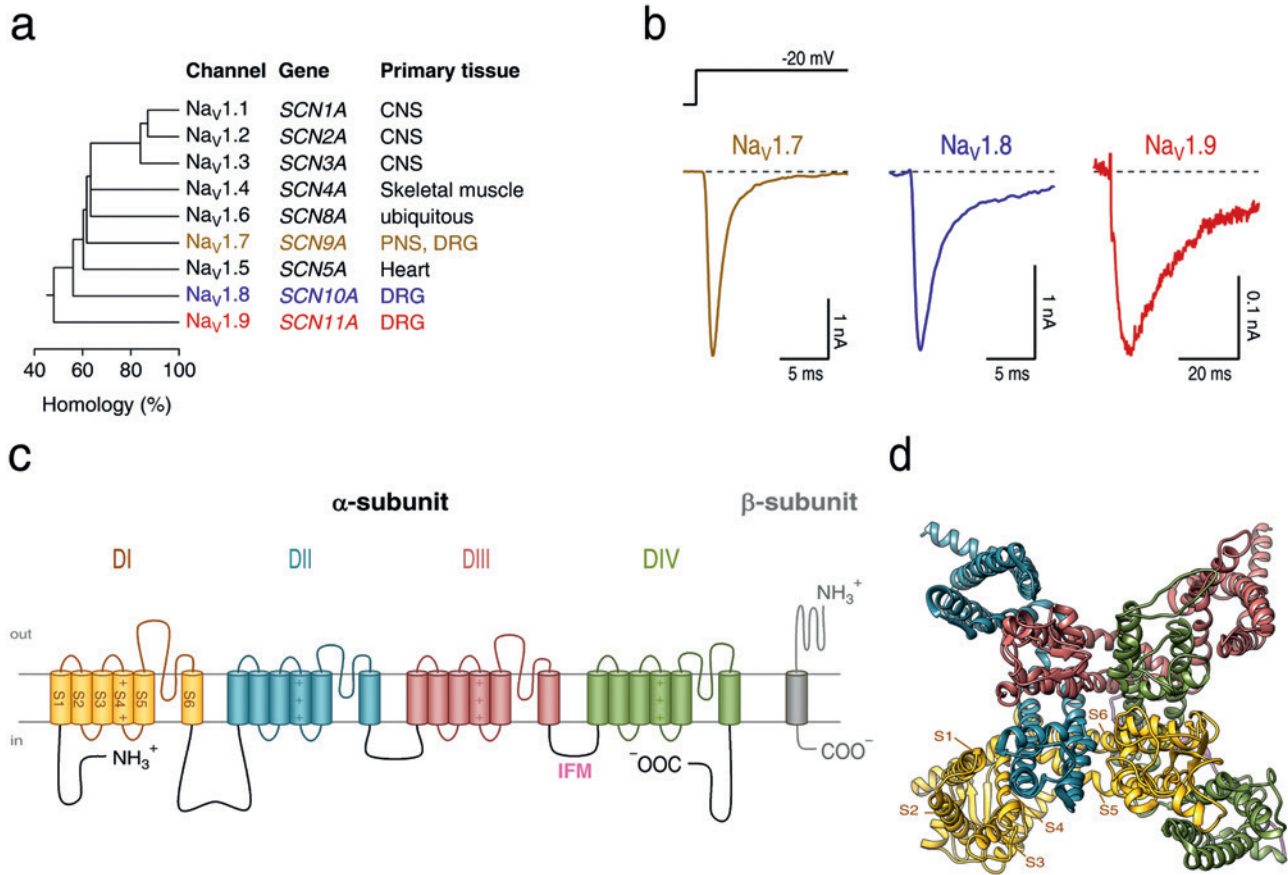 a
Channel Gene Primary tissue
NaV1.1 SCN1A CNS
NaV1.2 SCN2A CNS
NaV1.3 SCN3A CNS
NaV1.4 SCN4A Skeletal muscle
NaV1.6 SCN8A ubiquitous
NaV1.7 SCN9A PNS, DRG
NaV1.5 SCN5A Heart
NaV1.8 SCN10A DRG
NaV1.9 SCN11A DRG
40 60 80 100
Homology (%)
b
-20 mV
NaV1.7 NaV1.8 NaV1.9
1 nA 1 nA 0.1 nA
5 ms 5 ms 20 ms
c
α-subunit β-subunit
DI DII DIII DIV
NH3+
out
S1 S2 S3 +S4+ S5 S6 + + + + + + + + +
in
NH3+ IFM -OOC COO-
d
S1
S2
S3
S4
S5
S6